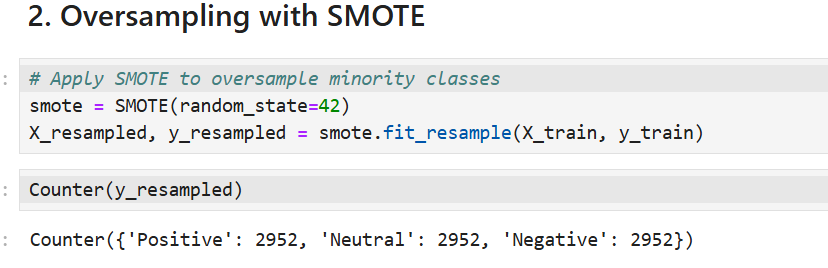 2. Oversampling with SMOTE
: # Apply SMOTE to oversample minority classes
smote = SMOTE(random_state=42)
X_resampled, y_resampled = smote.fit_resample(X_train, y_train)
: Counter(y_resampled)
: Counter({'Positive': 2952, 'Neutral': 2952, 'Negative': 2952})